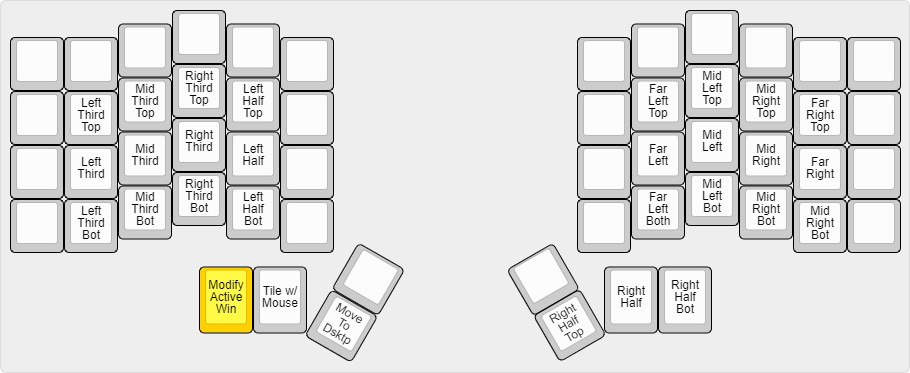 Right
Third
Top
Mid
Left
Top
Left
Third
Top
Mid
Third
Top
Left
Half
Top
Far
Left
Top
Mid
Right
Top
Far
Right
Top
Left
Third
Mid
Third
Right
Third
Left
Half
Far
Left
Mid
Left
Mid
Right
Far
Right
Left
Third
Bot
Mid
Third
Bot
Right
Third
Bot
Left
Half
Bot
Far
Left
Both
Mid
Left
Bot
Mid
Right
Bot
Mid
Right
Bot
Modify
Active
Win
Tile w/
Mouse
Move
To
Dsktp
Right
Half
Top
Right
Half
Right
Half
Bot